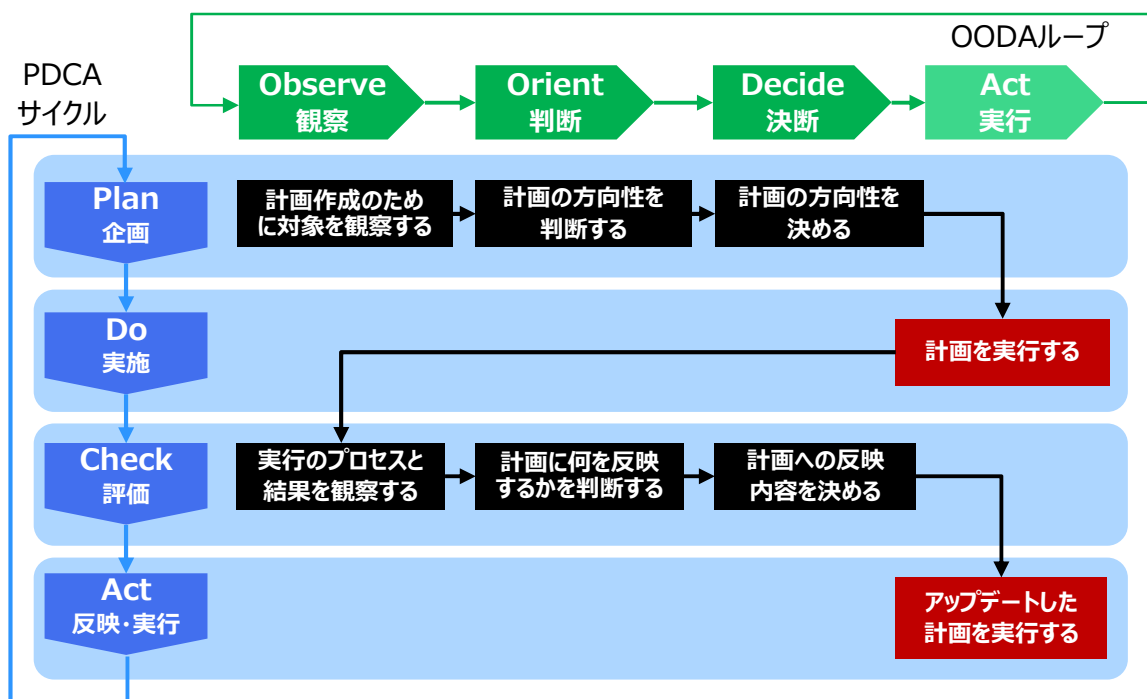 OODAループ
PDCA
サイクル
Observe
観察
Orient
判断
Decide
決断
Act
実行
Plan
企画
計画作成のため
に対象を観察する
計画の方向性を
判断する
計画の方向性を
決める
Do
実施
計画を実行する
Check
評価
実行のプロセスと
結果を観察する
計画に何を反映
するかを判断する
計画への反映
内容を決める
Act
反映・実行
アップデートした
計画を実行する